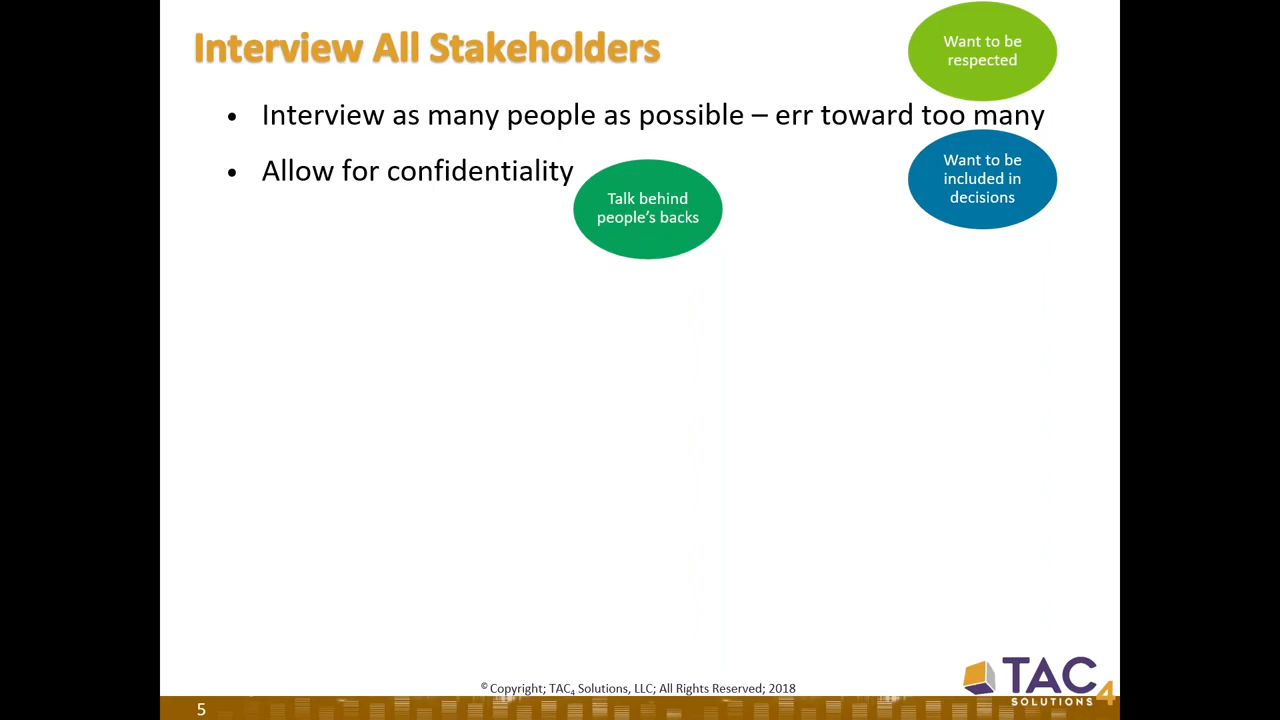 Interview All Stakeholders
Want to be
respected
• Interview as many people as possible – err toward too many
Want to be
included in
decisions
• Allow for confidentiality
Talk behind
people's backs
© Copyright; TAC4 Solutions, LLC; All Rights Reserved; 2018
TAC4
SOLUTIONS
5